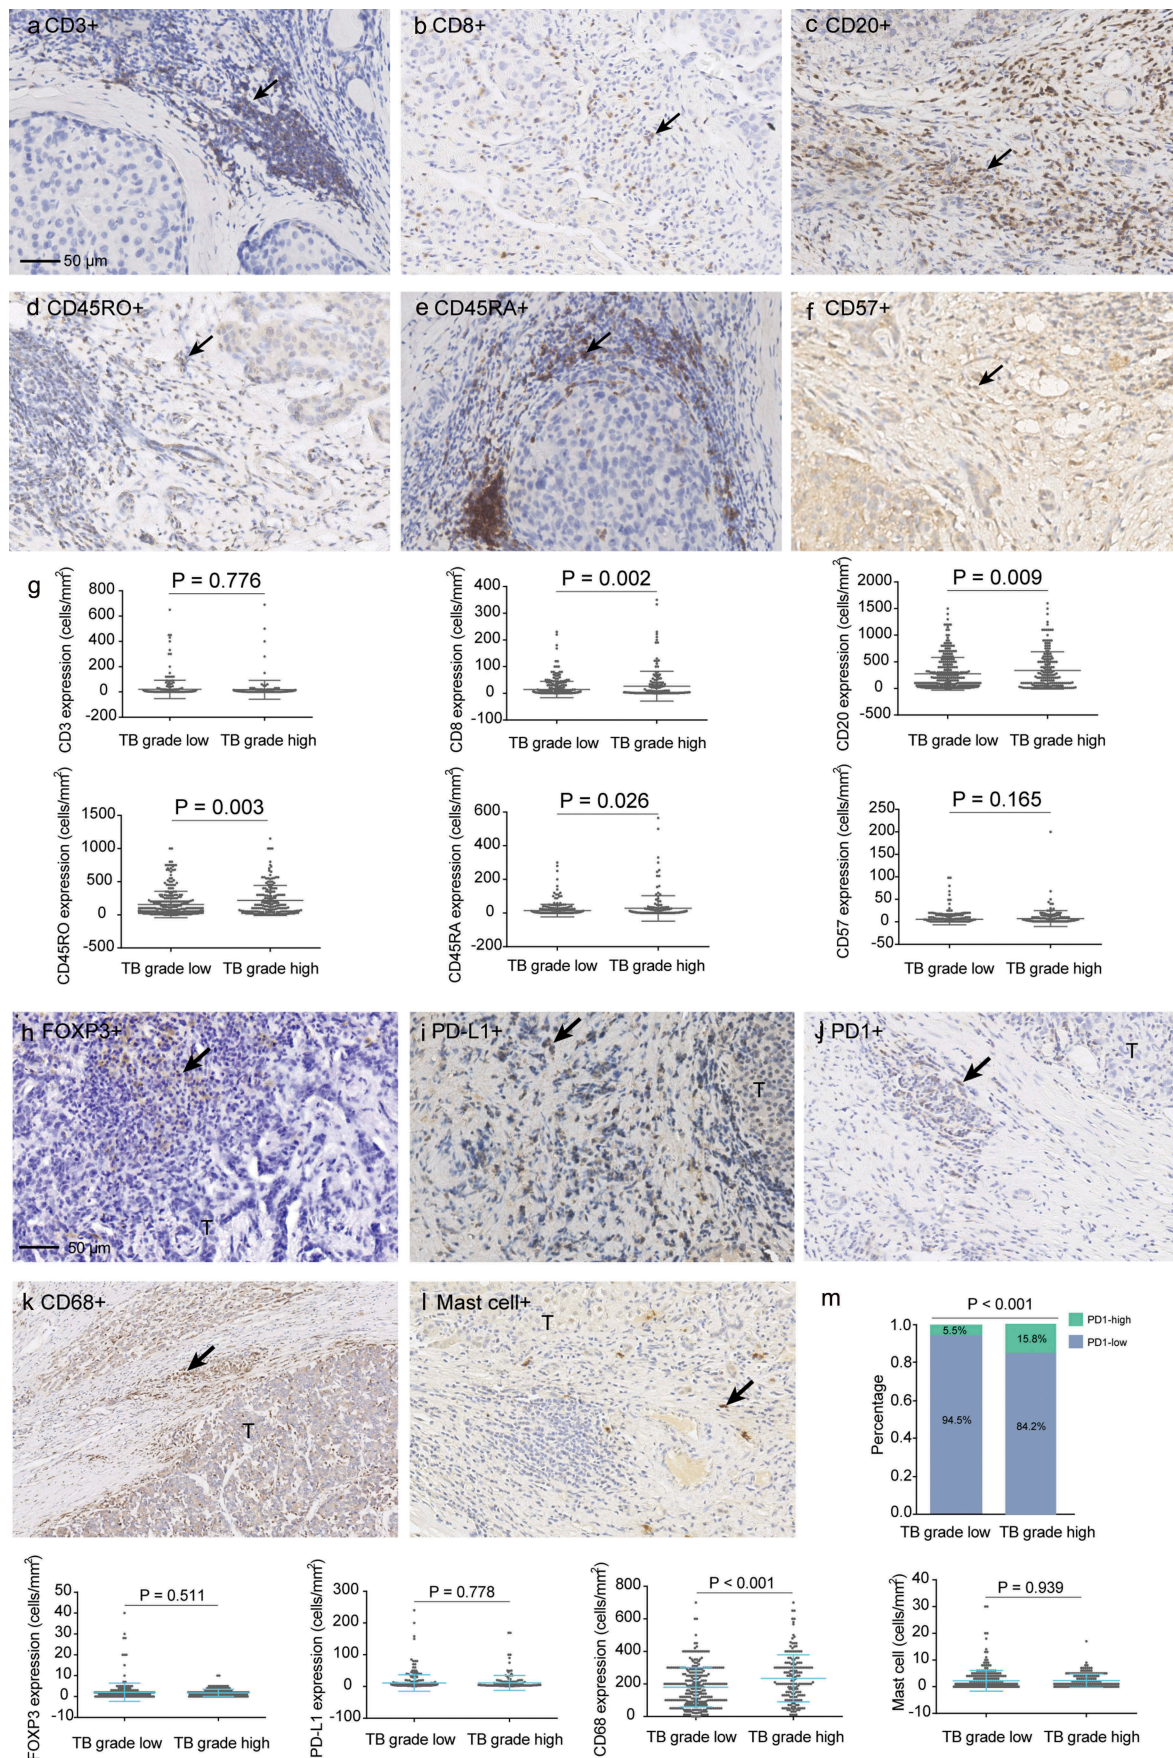 a CD3+
b CD8+
c CD20+
50 µm
d CD45RO+
e CD45RA+
f CD57+
g
CD3 expression (cells/mm²)
P = 0.776
800
600
400
200
0
-200
TB grade low TB grade high
CD8 expression (cells/mm²)
P = 0.002
400
300
200
100
0
-100
TB grade low TB grade high
CD20 expression (cells/mm²)
P = 0.009
2000
1500
1000
500
0
-500
TB grade low TB grade high
CD45RO expression (cells/mm²)
P = 0.003
1500
1000
500
0
-500
TB grade low TB grade high
CD45RA expression (cells/mm²)
P = 0.026
600
400
200
0
-200
TB grade low TB grade high
CD57 expression (cells/mm²)
P = 0.165
250
200
150
100
50
0
-50
TB grade low TB grade high
h FOXP3+
T
50 µm
i PD-L1+
T
j PD1+
T
k CD68+
T
l Mast cell+
T
m
P < 0.001
PD1-high
PD1-low
Percentage
1.0
0.8
0.6
0.4
0.2
0.0
5.5%
94.5%
15.8%
84.2%
TB grade low TB grade high
FOXP3 expression (cells/mm²)
P = 0.511
50
40
30
20
10
0
-10
TB grade low TB grade high
PD-L1 expression (cells/mm²)
P = 0.778
300
200
100
0
-100
TB grade low TB grade high
CD68 expression (cells/mm²)
P < 0.001
800
600
400
200
0
TB grade low TB grade high
Mast cell (cells/mm²)
P = 0.939
40
30
20
10
0
-10
TB grade low TB grade high